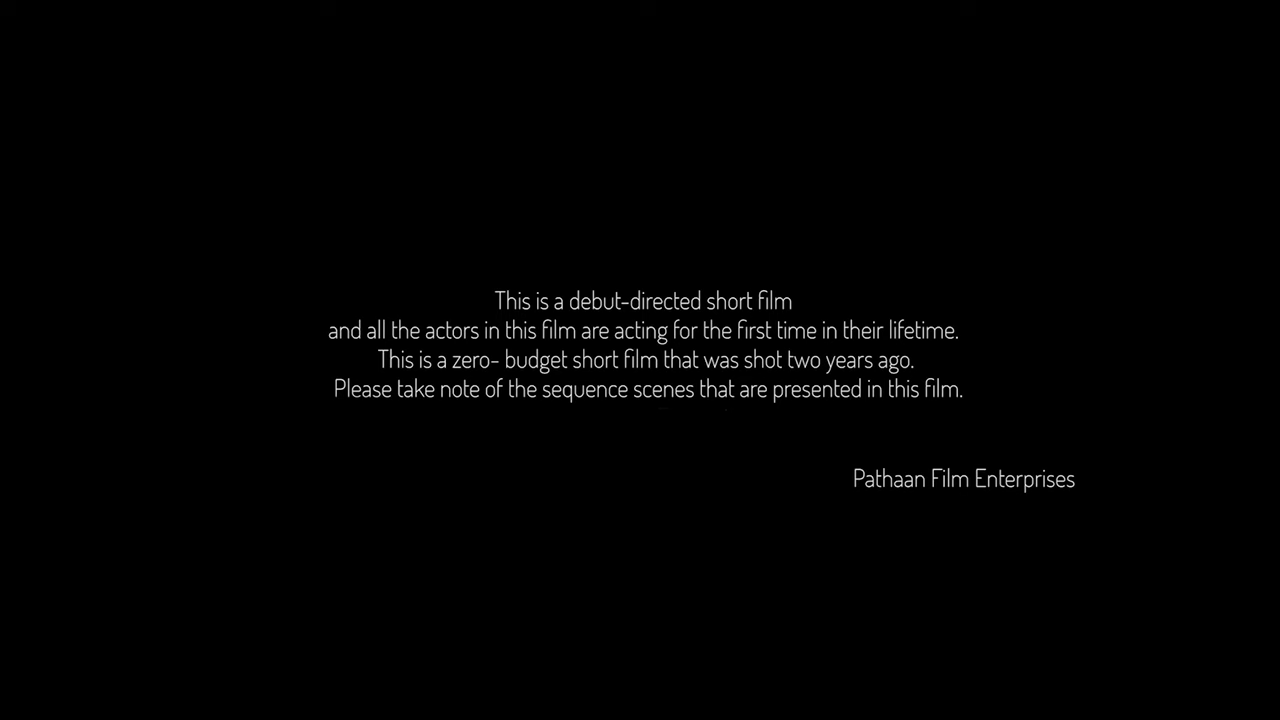 This is a debut-directed short film
and all the actors in this film are acting for the first time in their lifetime.
This is a zero- budget short film that was shot two years ago.
Please take note of the sequence scenes that are presented in this film.
Pathaan Film Enterprises